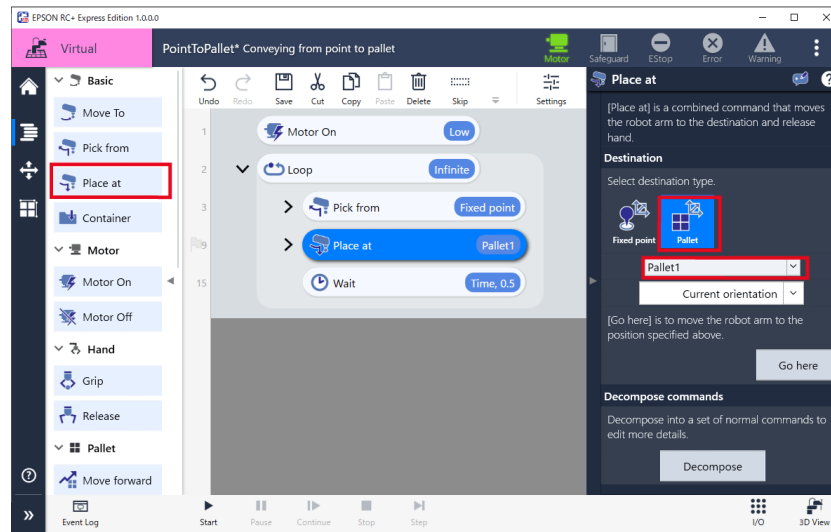 EPSON RC+ Express Edition 1.0.0.0
Virtual
PointToPallet* Conveying from point to pallet
Motor
Safeguard
EStop
Error
Warning
Basic
Move To
Pick from
Place at
Container
Motor
Motor On
Motor Off
Hand
Grip
Release
Pallet
Move forward
Undo
Redo
Save
Cut
Copy
Paste
Delete
Skip
Settings
1
Motor On
Low
2
Loop
Infinite
3
Pick from
Fixed point
9
Place at
Pallet1
15
Wait
Time, 0.5
Place at
?
[Place at] is a combined command that moves
the robot arm to the destination and release
hand.
Destination
Select destination type.
Fixed point
Pallet
Pallet1
Current orientation
[Go here] is to move the robot arm to the
position specified above.
Go here
Decompose commands
Decompose into a set of normal commands to
edit more details.
Decompose
?
»
Event Log
Start
Pause
Continue
Stop
Step
I/O
3D View